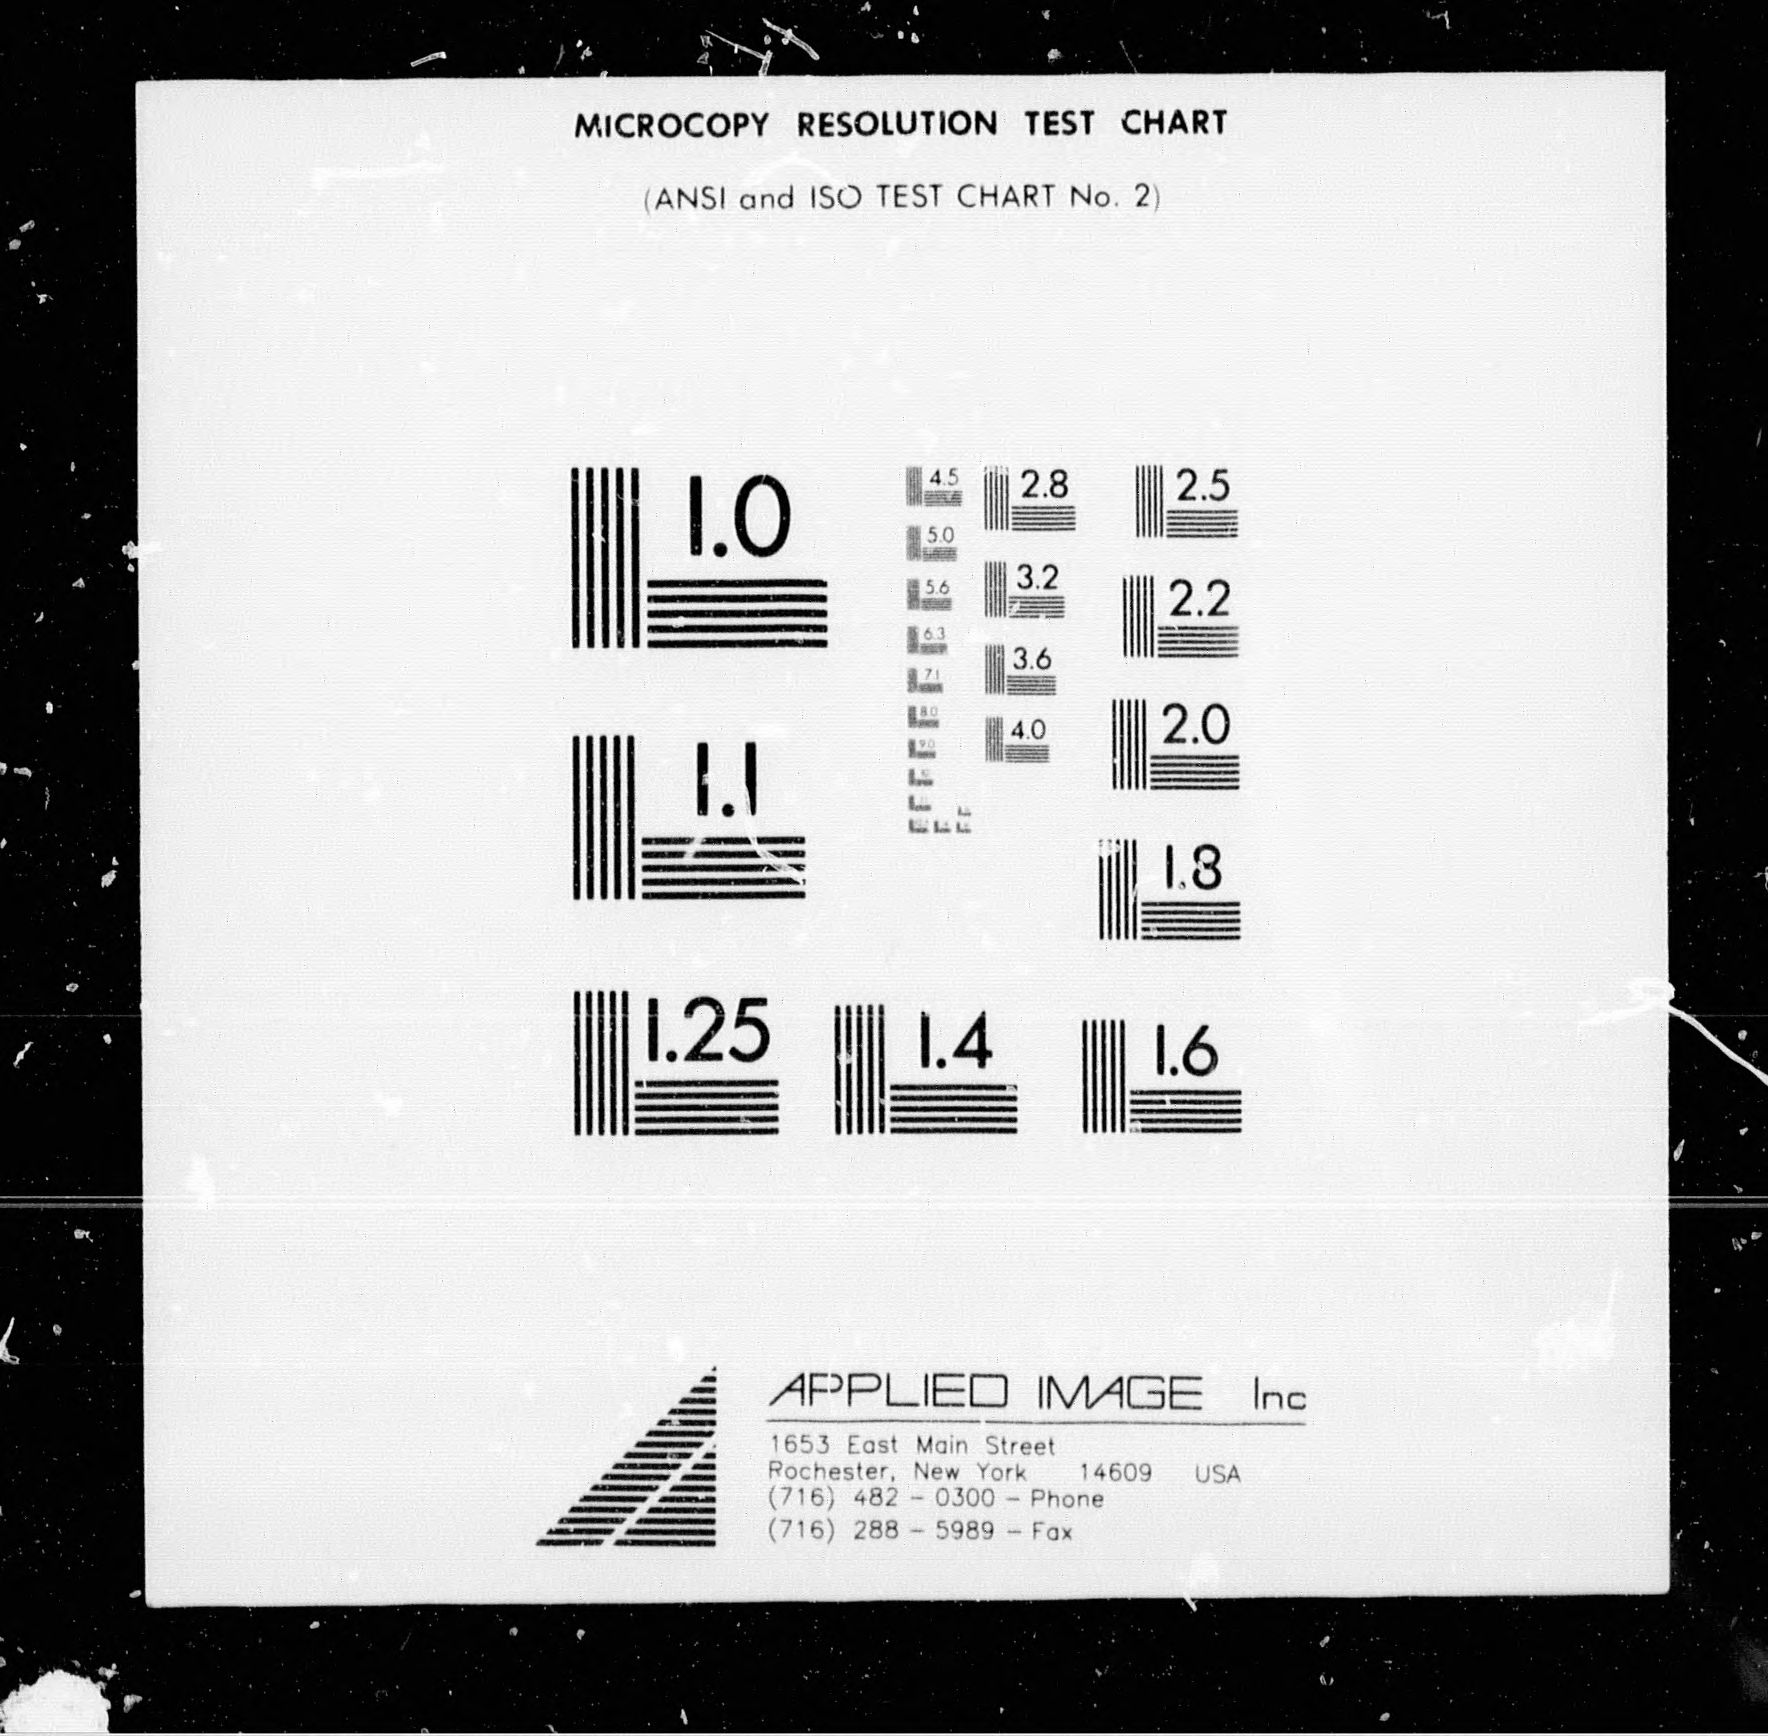 MICROCOPY RESOLUTION TEST CHART
(ANSI and ISO TEST CHART No. 2)
1.0
1.1
1.25
1.4
1.6
1.8
2.0
2.2
2.5
2.8
3.2
3.6
4.0
4.5
5.0
5.6
6.3
7.1
8.0
9.0
APPLIED IMAGE Inc
1653 East Main Street
Rochester, New York 14609 USA
(716) 482 - 0300 - Phone
(716) 288 - 5989 - Fax